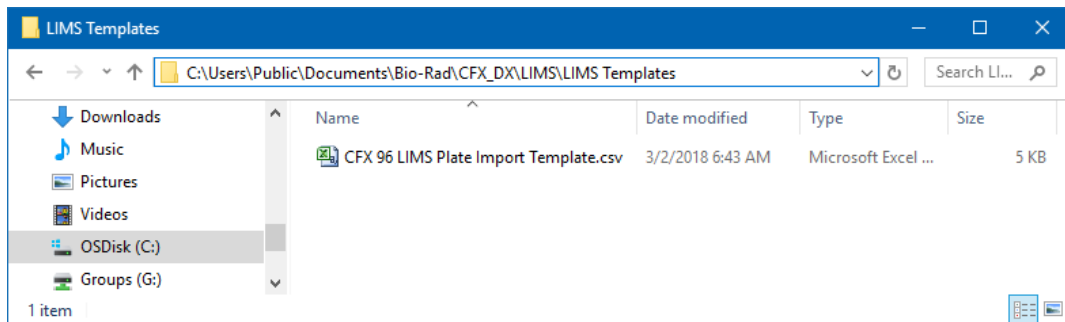 LIMS Templates
C:\Users\Public\Documents\Bio-Rad\CFX_DX\LIMS\LIMS Templates
Search LI...
Downloads
Music
Pictures
Videos
OSDisk (C:)
Groups (G:)
Name Date modified Type Size
CFX 96 LIMS Plate Import Template.csv 3/2/2018 6:43 AM Microsoft Excel ... 5 KB
1 item